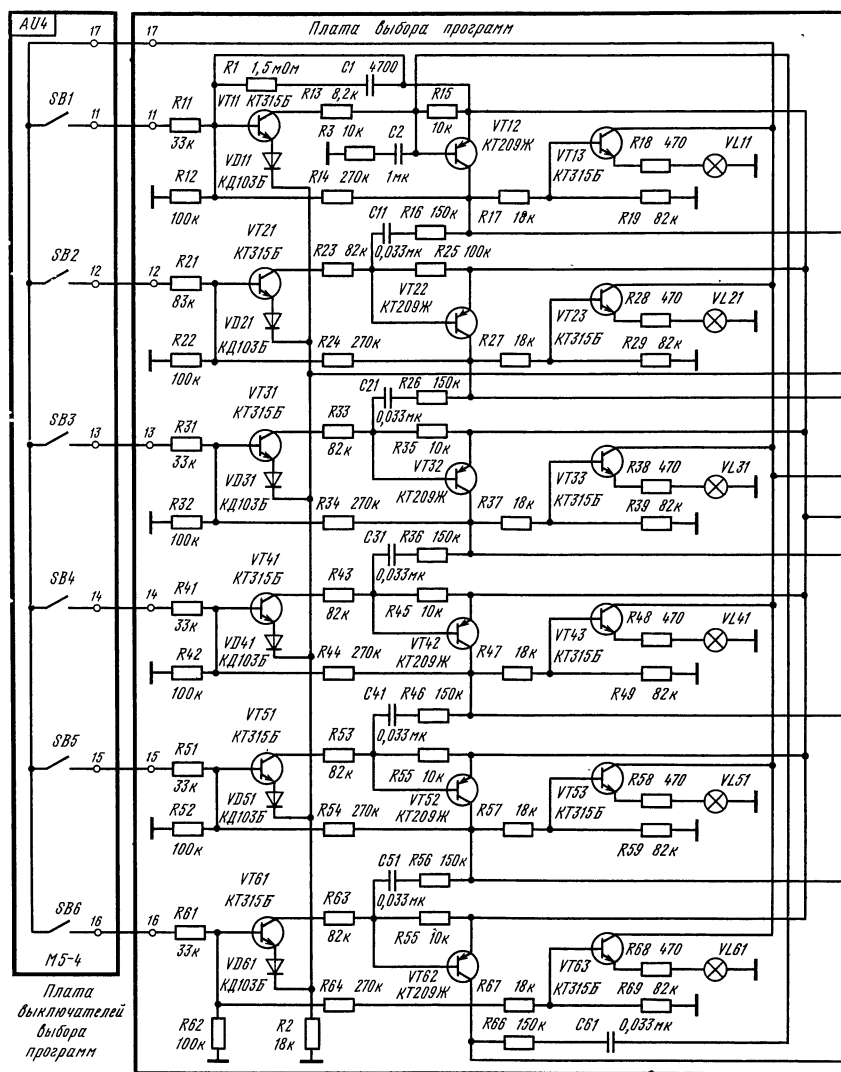 AU4
17
17
Плата выбора программ
R1 1,5 мОм
C1 4700
SB1
11
11
R11
33к
VT11 КТ315Б
R13
8,2к
R15
10к
VT12
КТ209Ж
R3
10к
C2
1мк
VD11
КД103Б
R12
100к
R14 270к
R17 18к
VT13
КТ315Б
R18 470
VL11
R19 82к
C11
0,033мк
R16 150к
SB2
12
12
R21
83к
VT21
КТ315Б
R23 82к
R25 100к
VT22
КТ209Ж
VD21
КД103Б
R22
100к
R24 270к
R27 18к
VT23
КТ315Б
R28 470
VL21
R29 82к
C21
0,033мк
R26 150к
SB3
13
13
R31
33к
VT31
КТ315Б
R33
82к
R35 10к
VT32
КТ209Ж
VD31
КД103Б
R32
100к
R34 270к
R37 18к
VT33
КТ315Б
R38 470
VL31
R39 82к
C31
0,033мк
R36 150к
SB4
14
14
R41
33к
VT41
КТ315Б
R43
82к
R45 10к
VT42
КТ209Ж
VD41
КД103Б
R42
100к
R44 270к
R47 18к
VT43
КТ315Б
R48 470
VL41
R49 82к
C41
0,033мк
R46 150к
SB5
15
15
R51
33к
VT51
КТ315Б
R53
82к
R55 10к
VT52
КТ209Ж
VD51
КД103Б
R52
100к
R54 270к
R57 18к
VT53
КТ315Б
R58 470
VL51
R59 82к
C51
0,033мк
R56 150к
SB6
16
16
R61
33к
VT61
КТ315Б
R63
82к
R55 10к
VT62
КТ209Ж
VD61
КД103Б
R64 270к
R67 18к
VT63
КТ315Б
R68 470
VL61
R69 82к
R62
100к
R2
18к
R66 150к
C61
0,033мк
М5-4
Плата
выключателей
выбора
программ